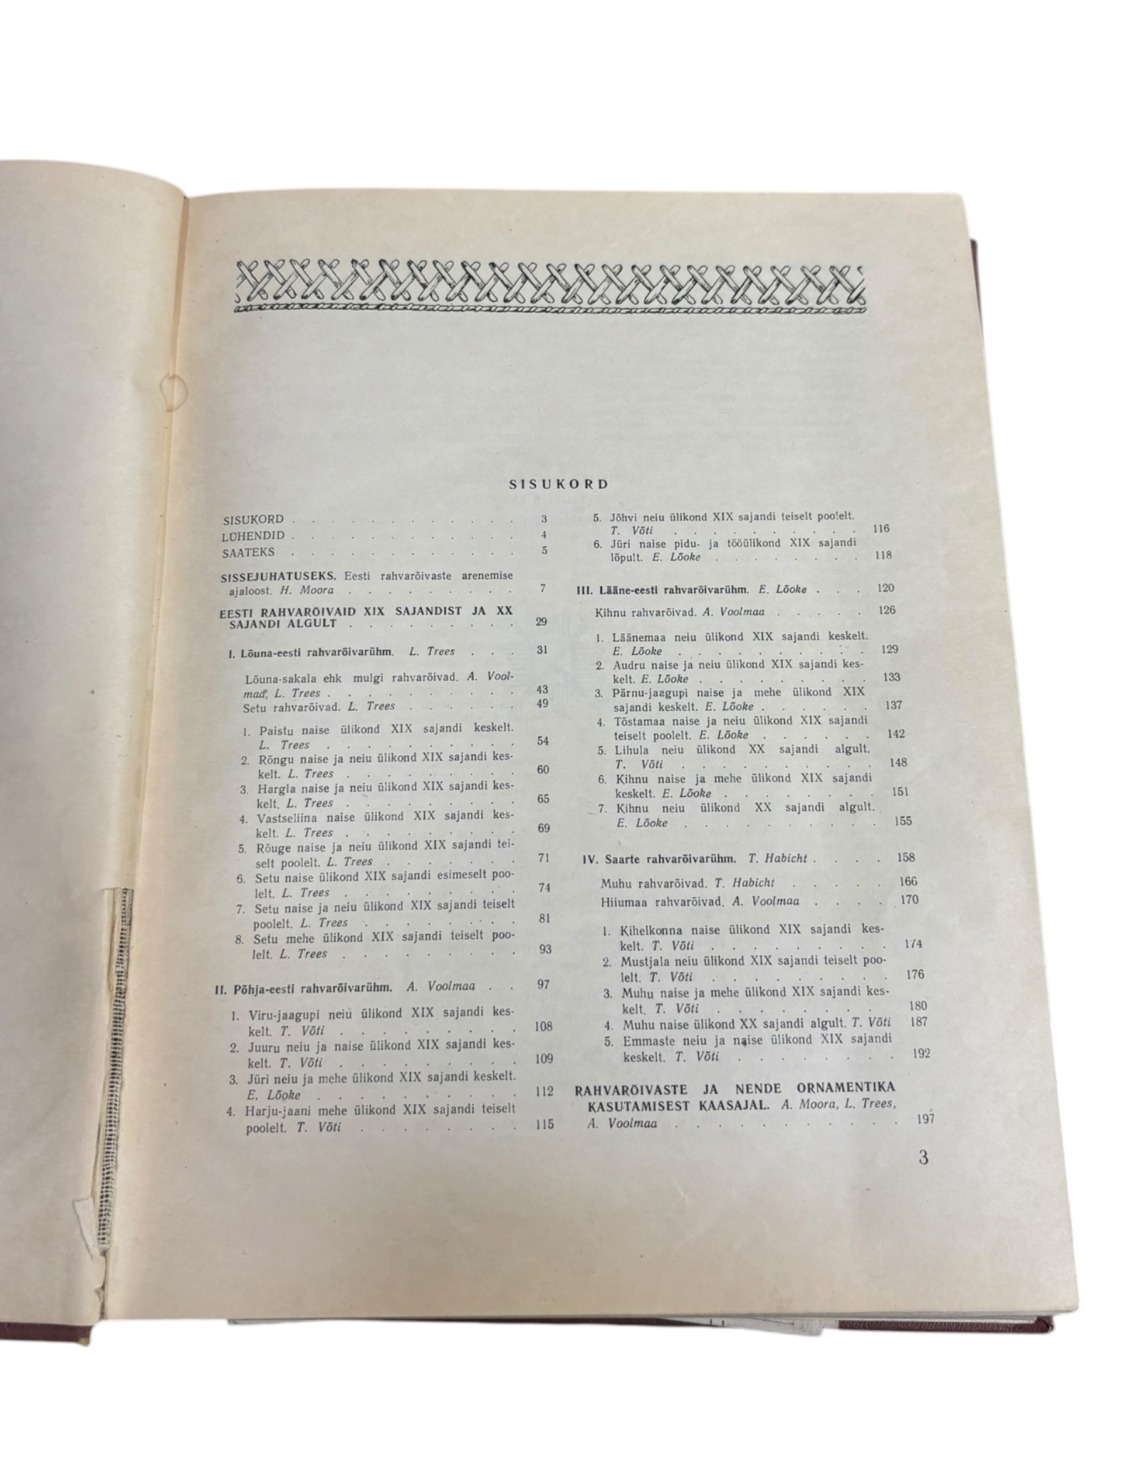 SISUKORD
SISUKORD . . . . . . . . . . . . 3
LÜHENDID . . . . . . . . . . . . 4
SAATEKS . . . . . . . . . . . . 5
SISSEJUHATUSEKS. Eesti rahvarõivaste arenemise
ajaloost. H. Moora . . . . . . . . . 7
EESTI RAHVARÕIVAID XIX SAJANDIST JA XX
SAJANDI ALGULT . . . . . . . . . 29
I. Lõuna-eesti rahvarõivarühm. L. Trees . . . 31
Lõuna-sakala ehk mulgi rahvarõivad. A. Vool-
maa, L. Trees . . . . . . . . . . 43
Setu rahvarõivad. L. Trees . . . . . . 49
1. Paistu naise ülikond XIX sajandi keskelt.
L. Trees . . . . . . . . . . 54
2. Rõngu naise ja neiu ülikond XIX sajandi kes-
kelt. L. Trees . . . . . . . . . 60
3. Hargla naise ja neiu ülikond XIX sajandi kes-
kelt. L. Trees . . . . . . . . . 65
4. Vastseliina naise ülikond XIX sajandi kes-
kelt. L. Trees . . . . . . . . . 69
5. Rõuge naise ja neiu ülikond XIX sajandi tei-
selt poolelt. L. Trees . . . . . . . 71
6. Setu naise ülikond XIX sajandi esimeselt poo-
lelt. L. Trees . . . . . . . . . 74
7. Setu naise ja neiu ülikond XIX sajandi teiselt
poolelt. L. Trees . . . . . . . . 81
8. Setu mehe ülikond XIX sajandi teiselt poo-
lelt. L. Trees . . . . . . . . . 93
II. Põhja-eesti rahvarõivarühm. A. Voolmaa . . 97
1. Viru-jaagupi neiu ülikond XIX sajandi kes-
kelt. T. Võti . . . . . . . . . 108
2. Juuru neiu ja naise ülikond XIX sajandi kes-
kelt. T. Võti . . . . . . . . . 109
3. Jüri neiu ja mehe ülikond XIX sajandi keskelt.
E. Lõoke . . . . . . . . . . 112
4. Harju-jaani mehe ülikond XIX sajandi teiselt
poolelt. T. Võti . . . . . . . . 115
5. Jõhvi neiu ülikond XIX sajandi teiselt poolelt.
T. Võti . . . . . . . . . . 116
6. Jüri naise pidu- ja tööülikond XIX sajandi
lõpult. E. Lõoke . . . . . . . . 118
III. Lääne-eesti rahvarõivarühm. E. Lõoke . . . 120
Kihnu rahvarõivad. A. Voolmaa . . . . . 126
1. Läänemaa neiu ülikond XIX sajandi keskelt.
E. Lõoke . . . . . . . . . . 129
2. Audru naise ja neiu ülikond XIX sajandi kes-
kelt. E. Lõoke . . . . . . . . . 133
3. Pärnu-jaagupi naise ja mehe ülikond XIX
sajandi keskelt. E. Lõoke . . . . . . 137
4. Tõstamaa naise ja neiu ülikond XIX sajandi
teiselt poolelt. E. Lõoke . . . . . . 142
5. Lihula neiu ülikond XX sajandi algult.
T. Võti . . . . . . . . . . 148
6. Kihnu naise ja mehe ülikond XIX sajandi
keskelt. E. Lõoke . . . . . . . . 151
7. Kihnu neiu ülikond XX sajandi algult.
E. Lõoke . . . . . . . . . . 155
IV. Saarte rahvarõivarühm. T. Habicht . . . . 158
Muhu rahvarõivad. T. Habicht . . . . . 166
Hiiumaa rahvarõivad. A. Voolmaa . . . . 170
1. Kihelkonna naise ülikond XIX sajandi kes-
kelt. T. Võti . . . . . . . . . 174
2. Mustjala neiu ülikond XIX sajandi teiselt poo-
lelt. T. Võti . . . . . . . . . 176
3. Muhu naise ja mehe ülikond XIX sajandi kes-
kelt. T. Võti . . . . . . . . . 180
4. Muhu naise ülikond XX sajandi algult. T. Võti 187
5. Emmaste neiu ja naise ülikond XIX sajandi
keskelt. T. Võti . . . . . . . . 192
RAHVARÕIVASTE JA NENDE ORNAMENTIKA
KASUTAMISEST KAASAJAL. A. Moora, L. Trees,
A. Voolmaa . . . . . . . . . . . 197
3